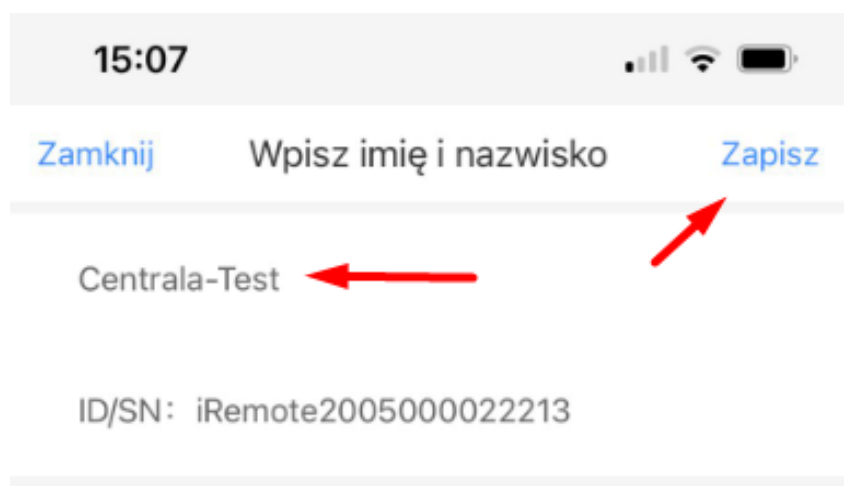 15:07
Zamknij Wpisz imię i nazwisko Zapisz
Centrala-Test
ID/SN: iRemote2005000022213